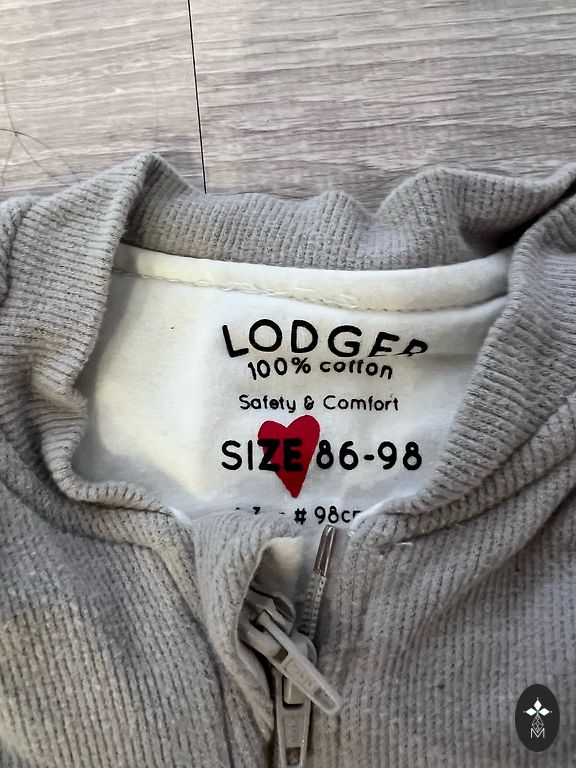 LODGER
100% cotton
Safety & Comfort
SIZE 86-98
# 98cm